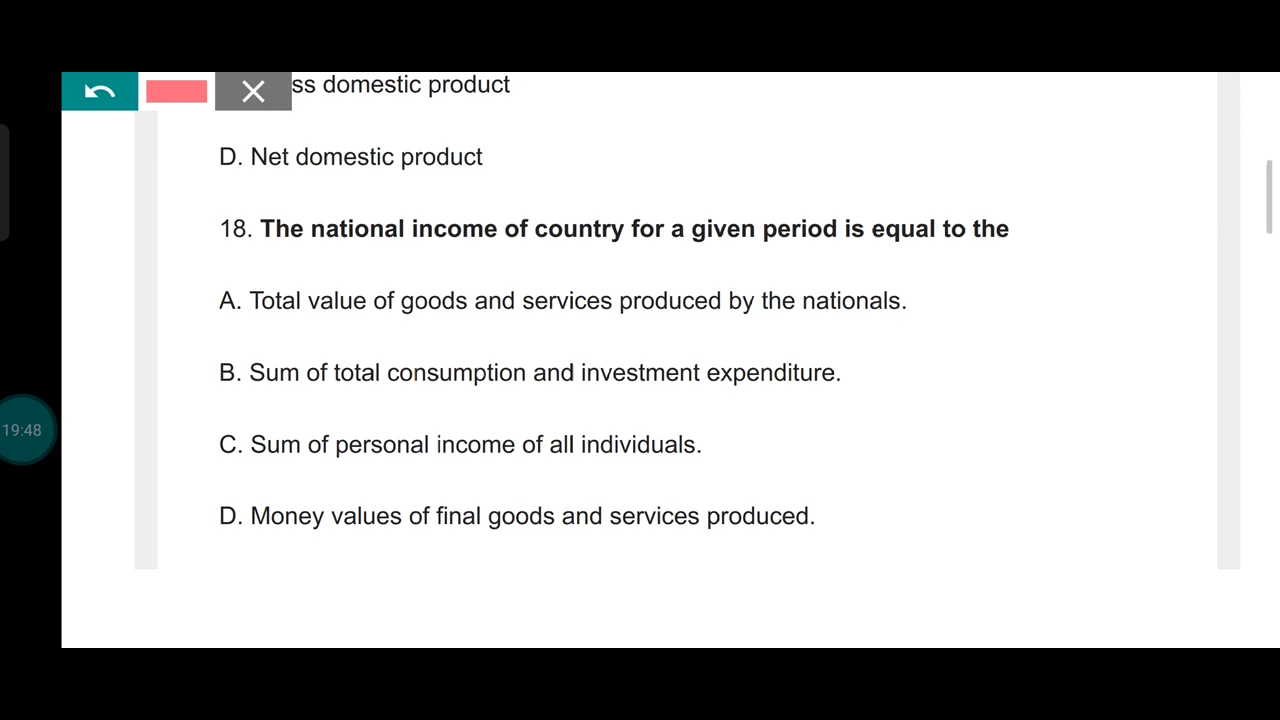 ss domestic product
D. Net domestic product
18. The national income of country for a given period is equal to the
A. Total value of goods and services produced by the nationals.
B. Sum of total consumption and investment expenditure.
19:48
C. Sum of personal income of all individuals.
D. Money values of final goods and services produced.